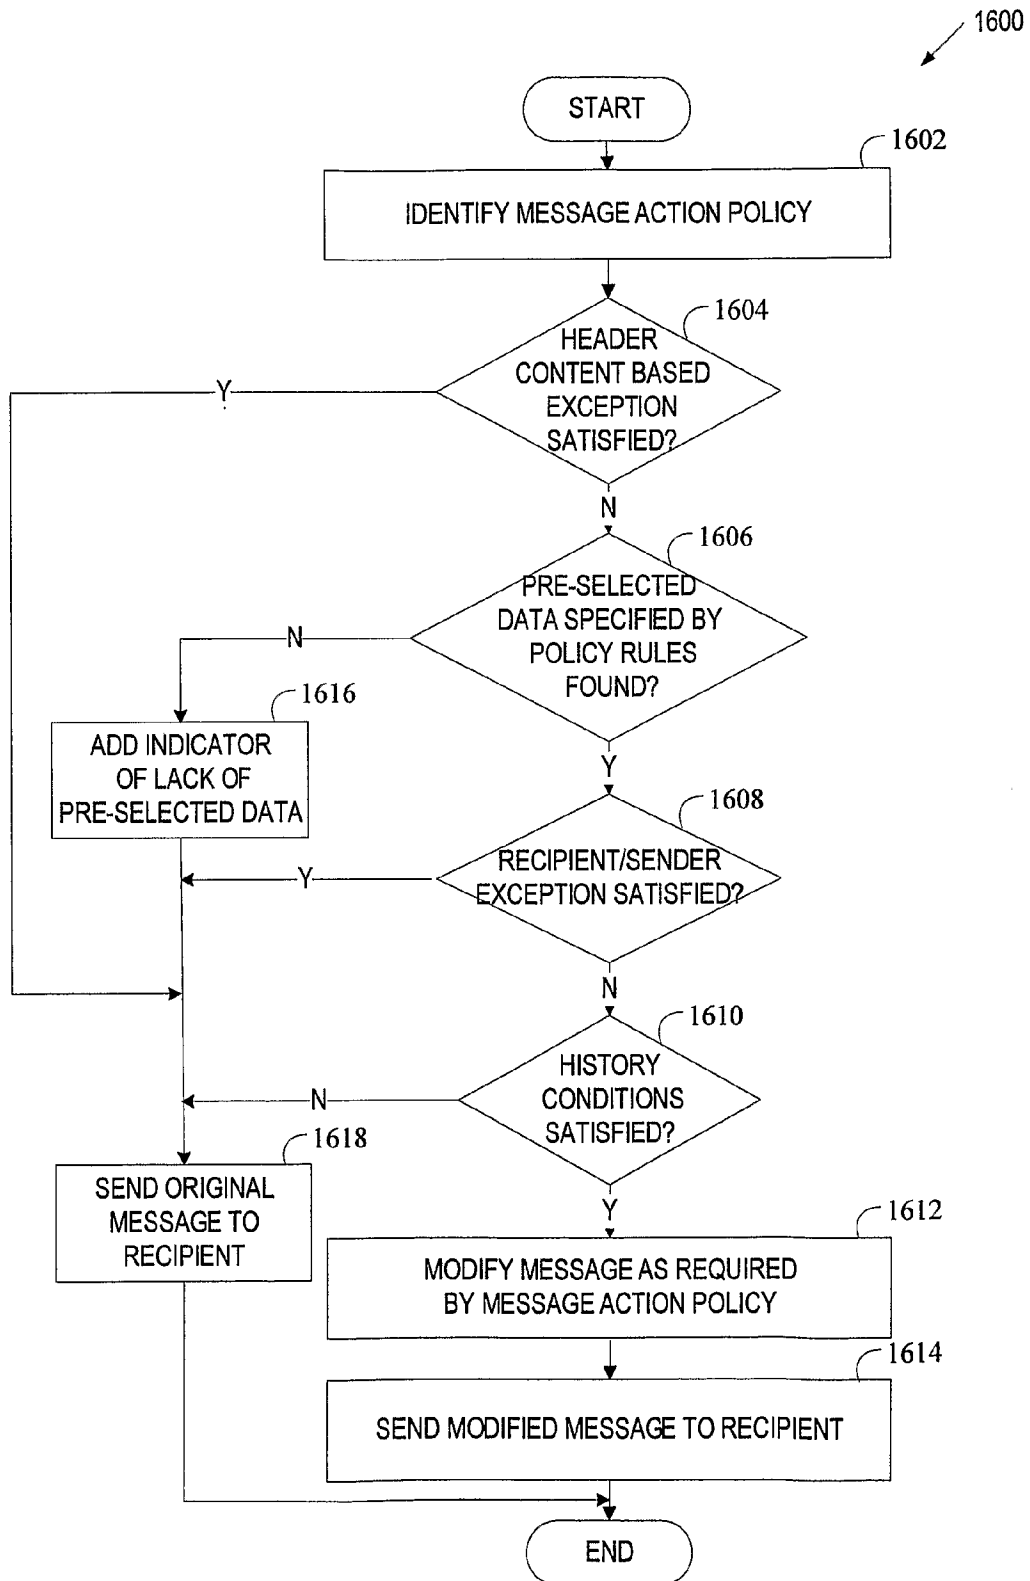 1600
START
1602
IDENTIFY MESSAGE ACTION POLICY
1604
HEADER
CONTENT BASED
EXCEPTION
SATISFIED?
Y
N
1606
PRE-SELECTED
DATA SPECIFIED BY
POLICY RULES
FOUND?
N
1616
ADD INDICATOR
OF LACK OF
PRE-SELECTED DATA
Y
1608
RECIPIENT/SENDER
EXCEPTION SATISFIED?
Y
N
1610
HISTORY
CONDITIONS
SATISFIED?
N
1618
SEND ORIGINAL
MESSAGE TO
RECIPIENT
Y
1612
MODIFY MESSAGE AS REQUIRED
BY MESSAGE ACTION POLICY
1614
SEND MODIFIED MESSAGE TO RECIPIENT
END